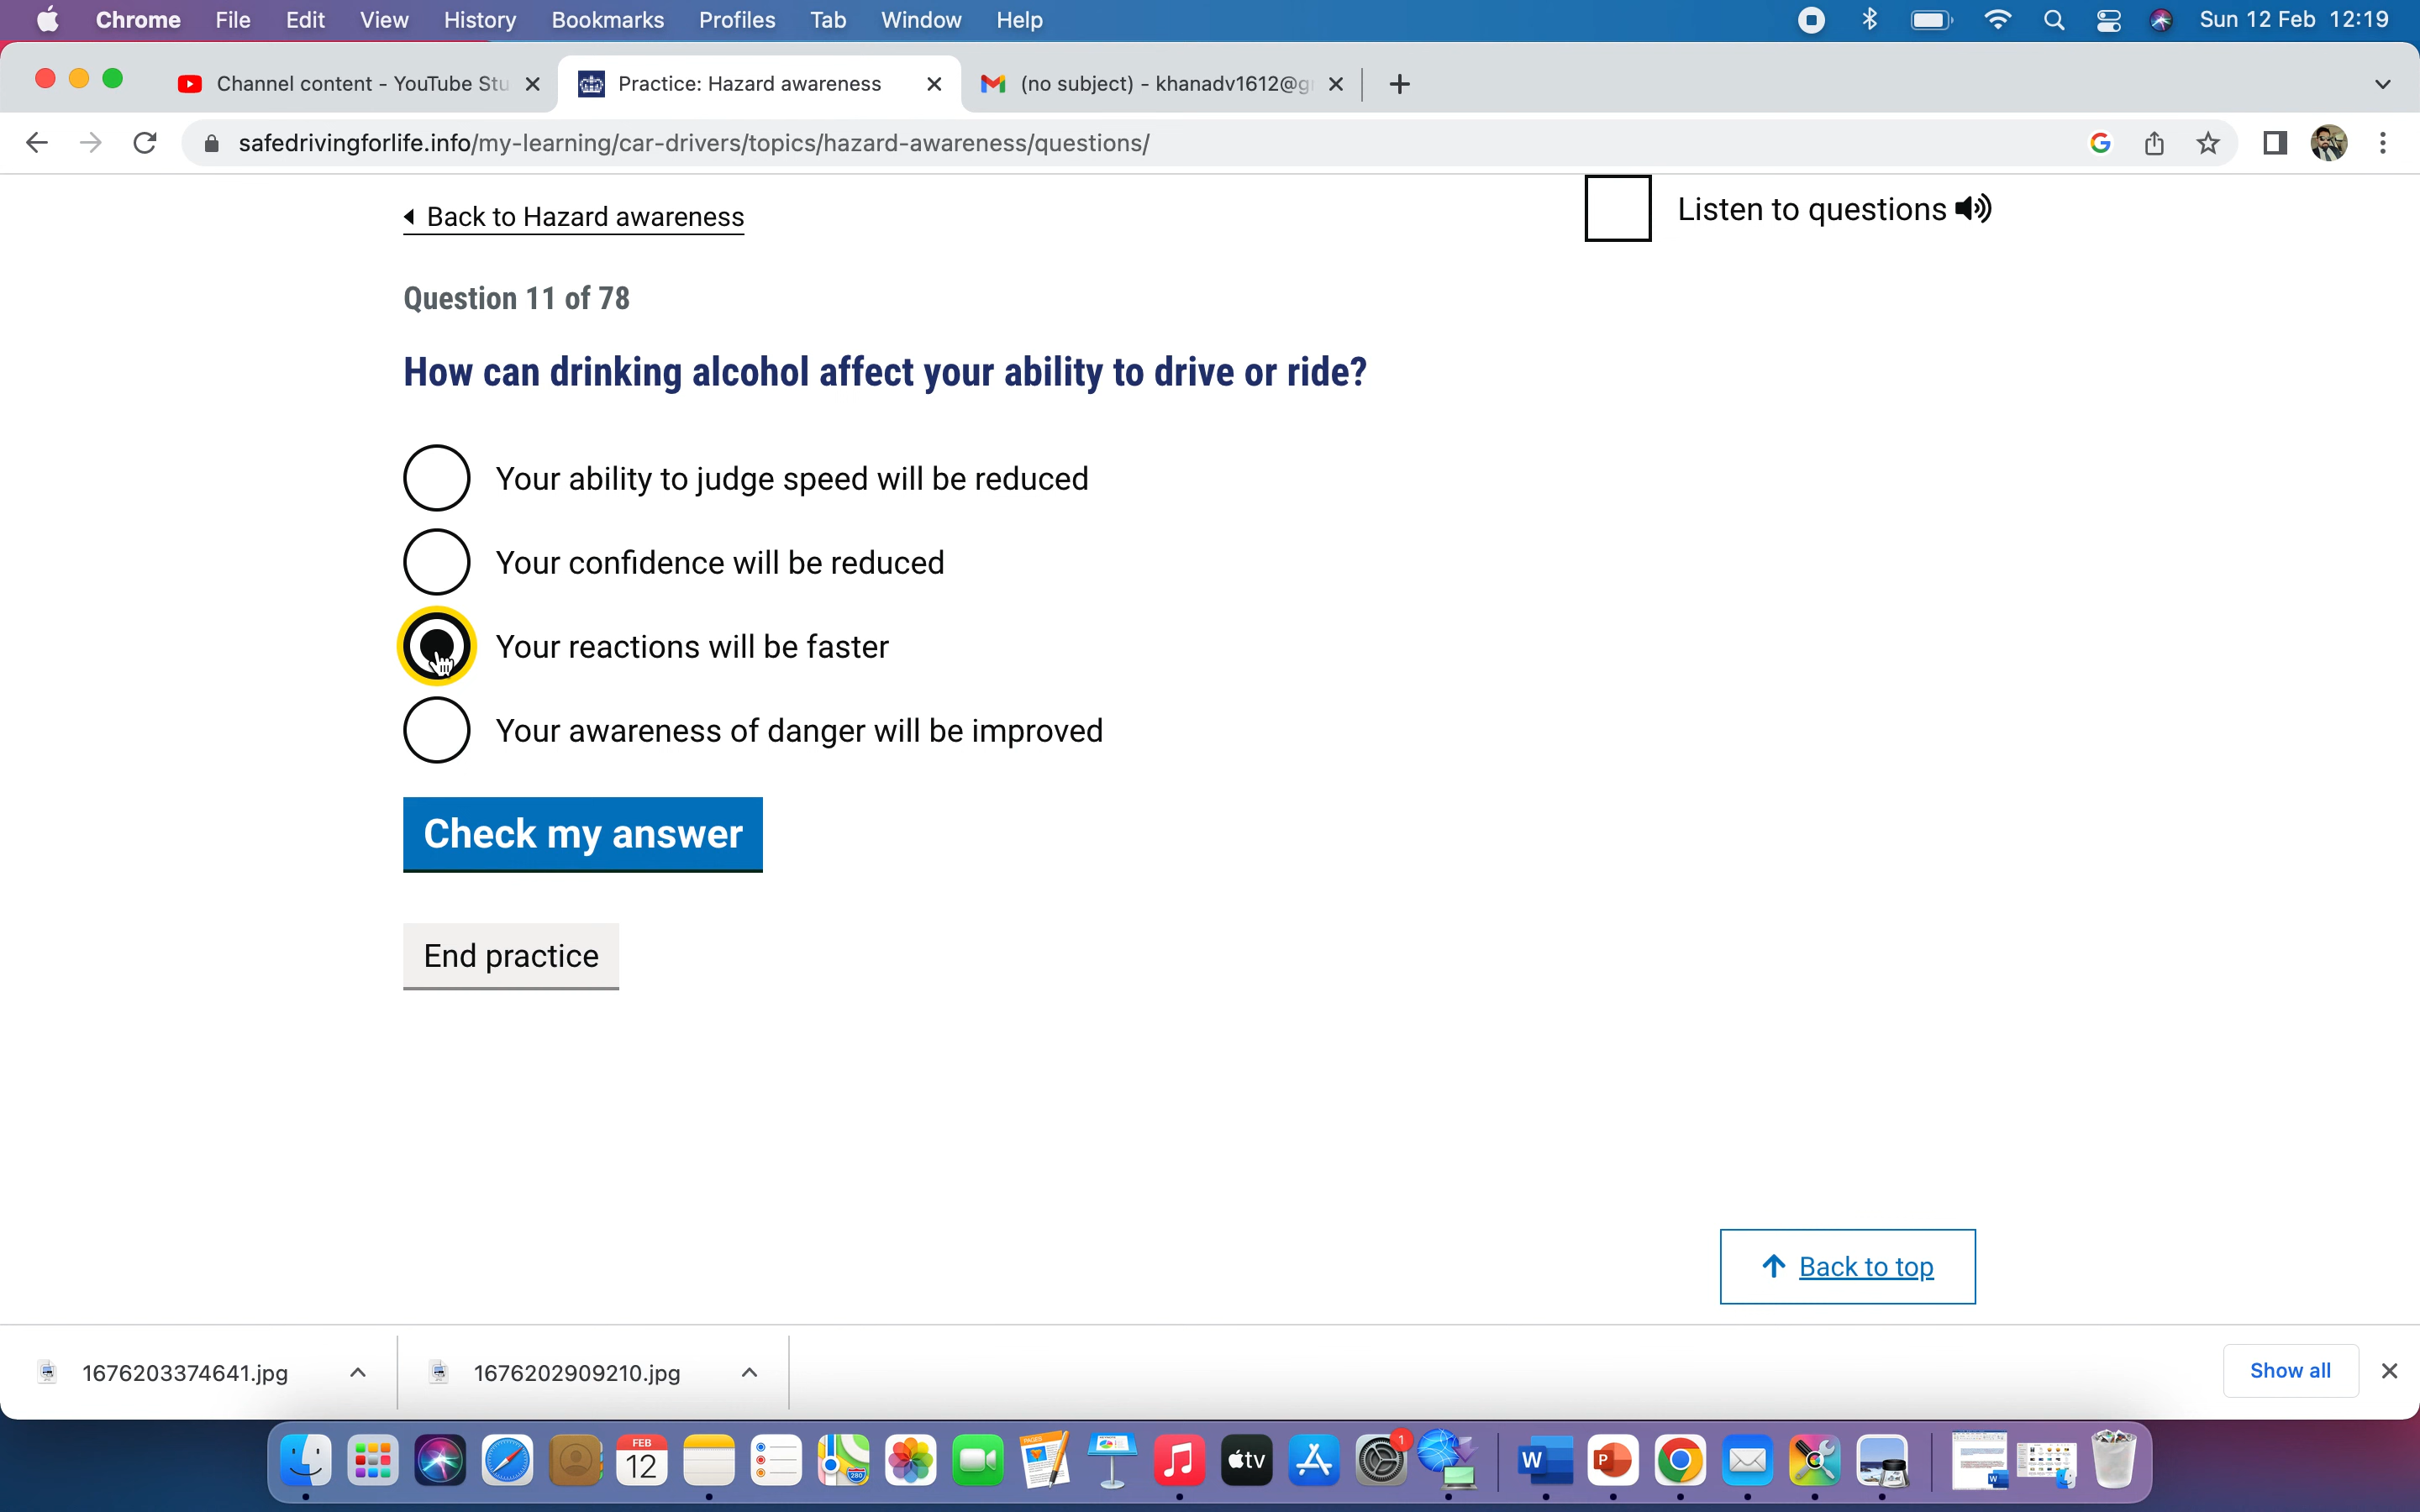 Chrome File Edit View History Bookmarks Profiles Tab Window Help Sun 12 Feb 12:19
Channel content - YouTube Stu Practice: Hazard awareness (no subject) - khanadv1612@g
safedrivingforlife.info/my-learning/car-drivers/topics/hazard-awareness/questions/
Back to Hazard awareness Listen to questions
Question 11 of 78
How can drinking alcohol affect your ability to drive or ride?
Your ability to judge speed will be reduced
Your confidence will be reduced
Your reactions will be faster
Your awareness of danger will be improved
Check my answer
End practice
Back to top
1676203374641.jpg 1676202909210.jpg Show all
FEB
12
PAGES
280
tv
1
W
P
W